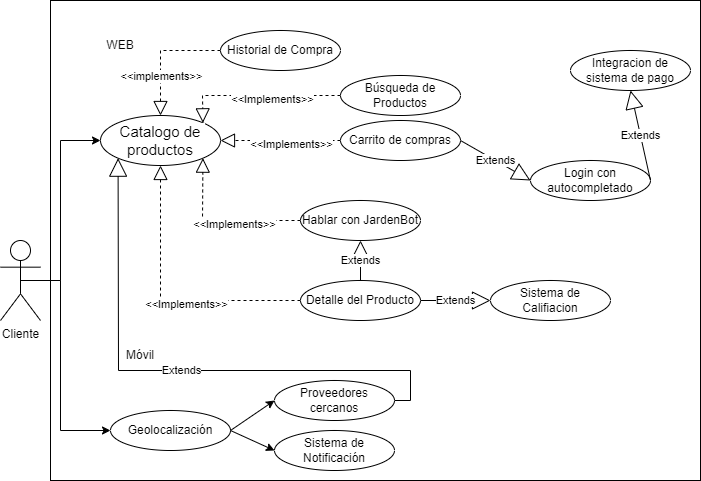 WEB
Historial de Compra
<<implements>>
Integracion de
sistema de pago
Búsqueda de
Productos
<<Implements>>
Catalogo de
productos
Carrito de compras
<<Implements>>
Extends
Extends
Login con
autocompletado
Hablar con JardenBot
<<Implements>>
Extends
Cliente
Detalle del Producto
<<Implements>>
Extends
Sistema de
Califiacion
Móvil
Extends
Proveedores
cercanos
Geolocalización
Sistema de
Notificación